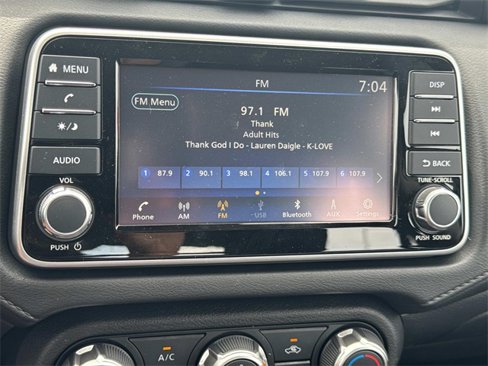 MENU
FM
7:04
DISP
FM Menu
97.1 FM
Thank
Adult Hits
Thank God I Do - Lauren Daigle - K-LOVE
AUDIO
BACK
1 87.9 2 90.1 3 98.1 4 106.1 5 107.9 6 107.9
VOL
TUNE·SCROLL
Phone AM FM USB Bluetooth AUX Settings
PUSH
PUSH SOUND
A/C